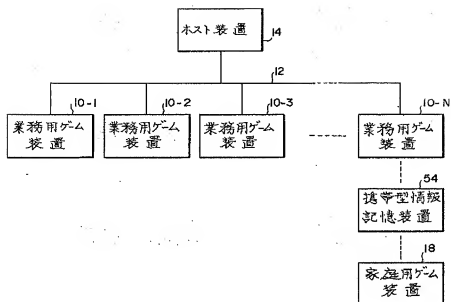 ホスト装置
14
12
10-1
10-2
10-3
10-N
業務用ゲーム
装置
業務用ゲーム
装置
業務用ゲーム
装置
業務用ゲーム
装置
54
携帯型情報
記憶装置
18
家庭用ゲーム
装置